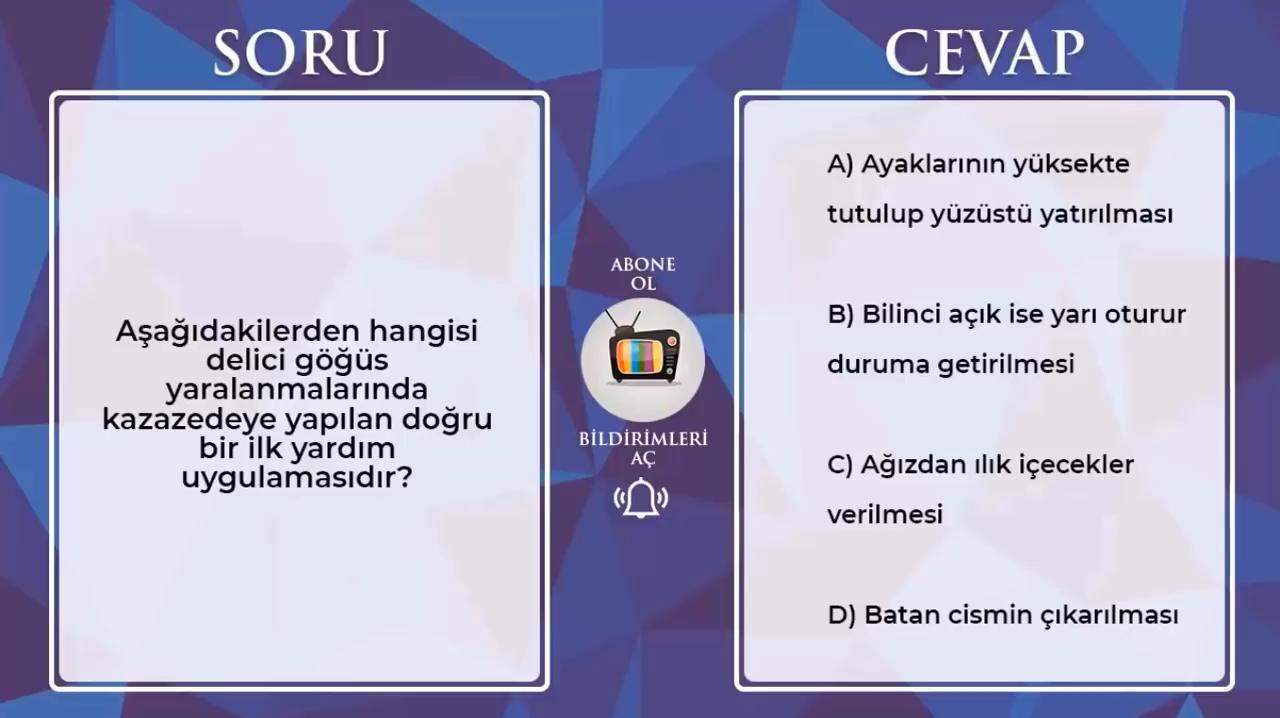 SORU
Aşağıdakilerden hangisi
delici göğüs
yaralanmalarında
kazazedeye yapılan doğru
bir ilk yardım
uygulamasıdır?
ABONE
OL
BİLDİRİMLERİ
AÇ
CEVAP
A) Ayaklarının yüksekte
tutulup yüzüstü yatırılması
B) Bilinci açık ise yarı oturur
duruma getirilmesi
C) Ağızdan ılık içecekler
verilmesi
D) Batan cismin çıkarılması